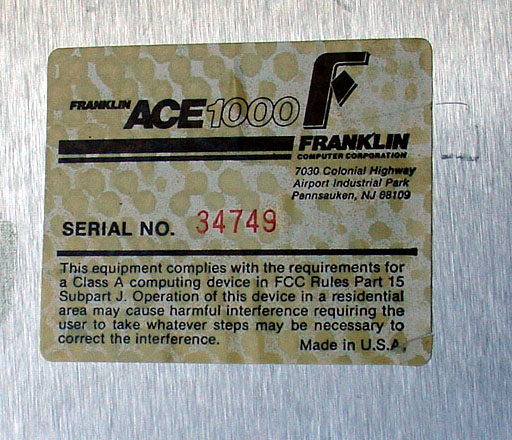 FRANKLIN ACE 1000
F
FRANKLIN
COMPUTER CORPORATION
7030 Colonial Highway
Airport Industrial Park
Pennsauken, NJ 68109
SERIAL NO. 34749
This equipment complies with the requirements for
a Class A computing device in FCC Rules Part 15
Subpart J. Operation of this device in a residential
area may cause harmful interference requiring the
user to take whatever steps may be necessary to
correct the interference.
Made in U.S.A.